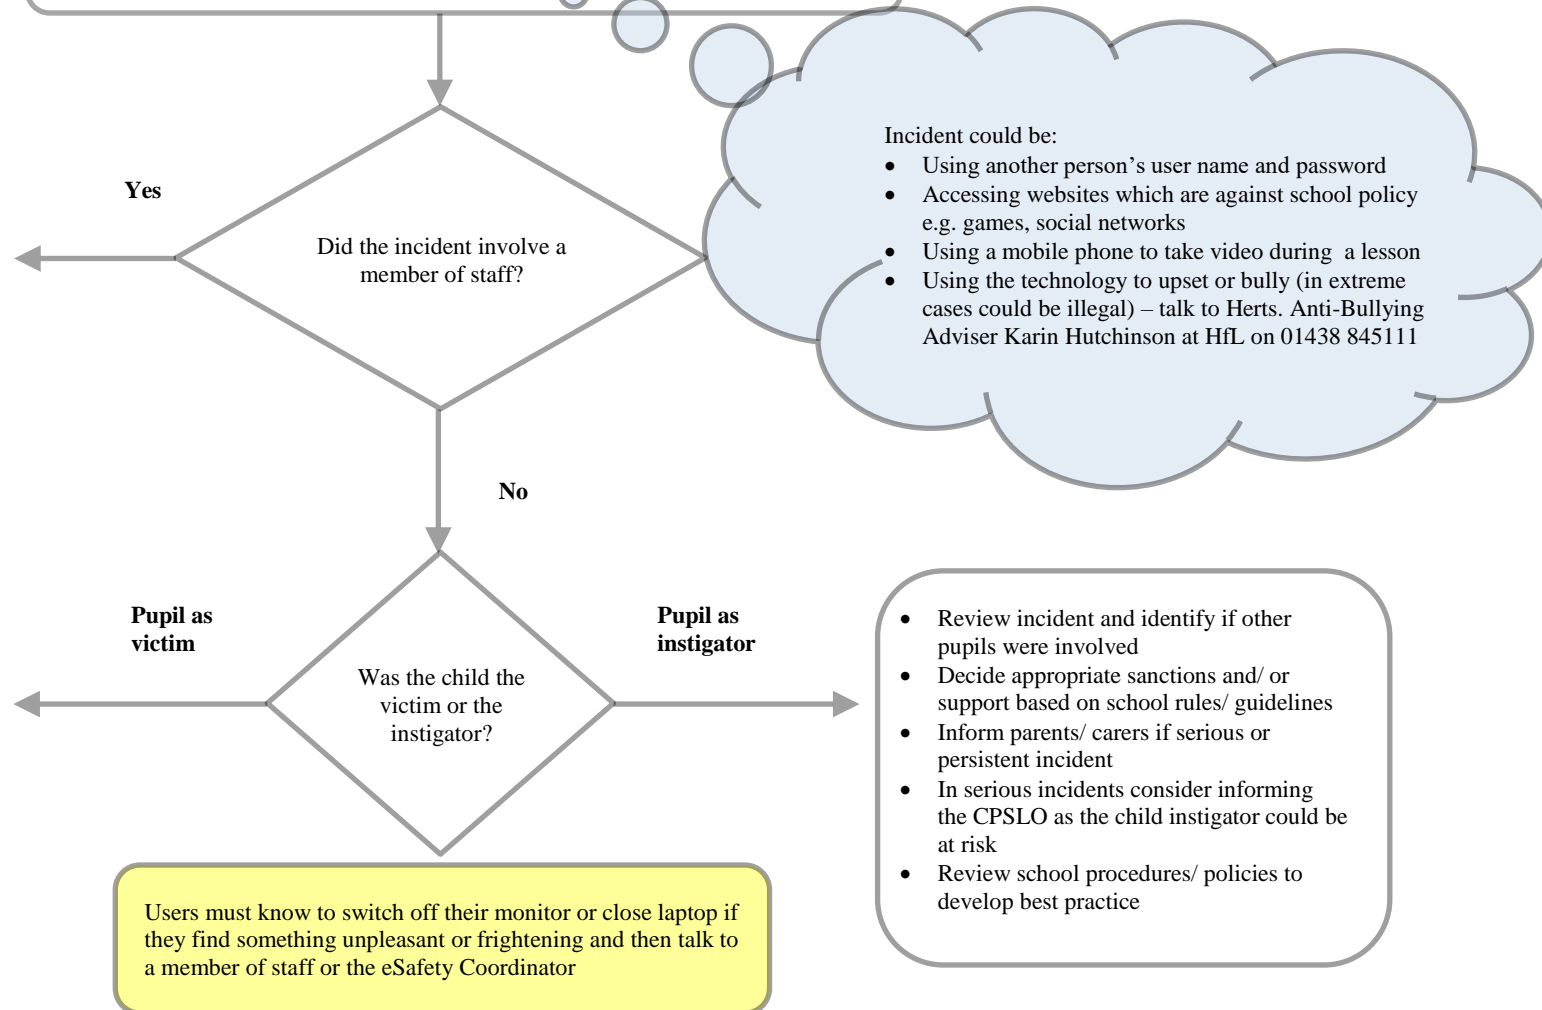 Incident could be:
• Using another person’s user name and password
• Accessing websites which are against school policy
e.g. games, social networks
• Using a mobile phone to take video during  a lesson
• Using the technology to upset or bully (in extreme
cases could be illegal) – talk to Herts. Anti-Bullying
Adviser Karin Hutchinson at HfL on 01438 845111
Yes
Did the incident involve a
member of staff?
No
Pupil as
victim
Was the child the
victim or the
instigator?
Pupil as
instigator
• Review incident and identify if other
pupils were involved
• Decide appropriate sanctions and/ or
support based on school rules/ guidelines
• Inform parents/ carers if serious or
persistent incident
• In serious incidents consider informing
the CPSLO as the child instigator could be
at risk
• Review school procedures/ policies to
develop best practice
Users must know to switch off their monitor or close laptop if
they find something unpleasant or frightening and then talk to
a member of staff or the eSafety Coordinator